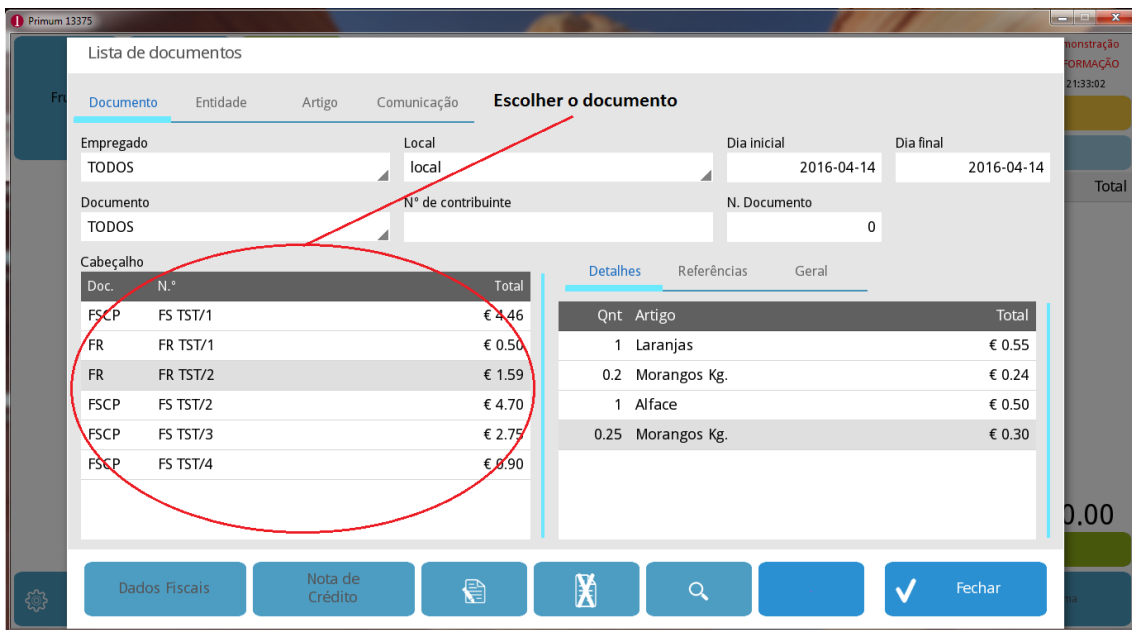 Primum 13375
Lista de documentos
monstração
FORMAÇÃO
21:33:02
Fru
Documento Entidade Artigo Comunicação Escolher o documento
Empregado Local Dia inicial Dia final
TODOS local 2016-04-14 2016-04-14
Total
Documento Nº de contribuinte N. Documento
TODOS 0
Cabeçalho
Detalhes Referências Geral
Doc. N.º Total
Qnt Artigo Total
FSCP FS TST/1 € 4.46
1 Laranjas € 0.55
FR FR TST/1 € 0.50
0.2 Morangos Kg. € 0.24
FR FR TST/2 € 1.59
1 Alface € 0.50
FSCP FS TST/2 € 4.70
0.25 Morangos Kg. € 0.30
FSCP FS TST/3 € 2.75
FSCP FS TST/4 € 0.90
0.00
Dados Fiscais Nota de Crédito Fechar
ma